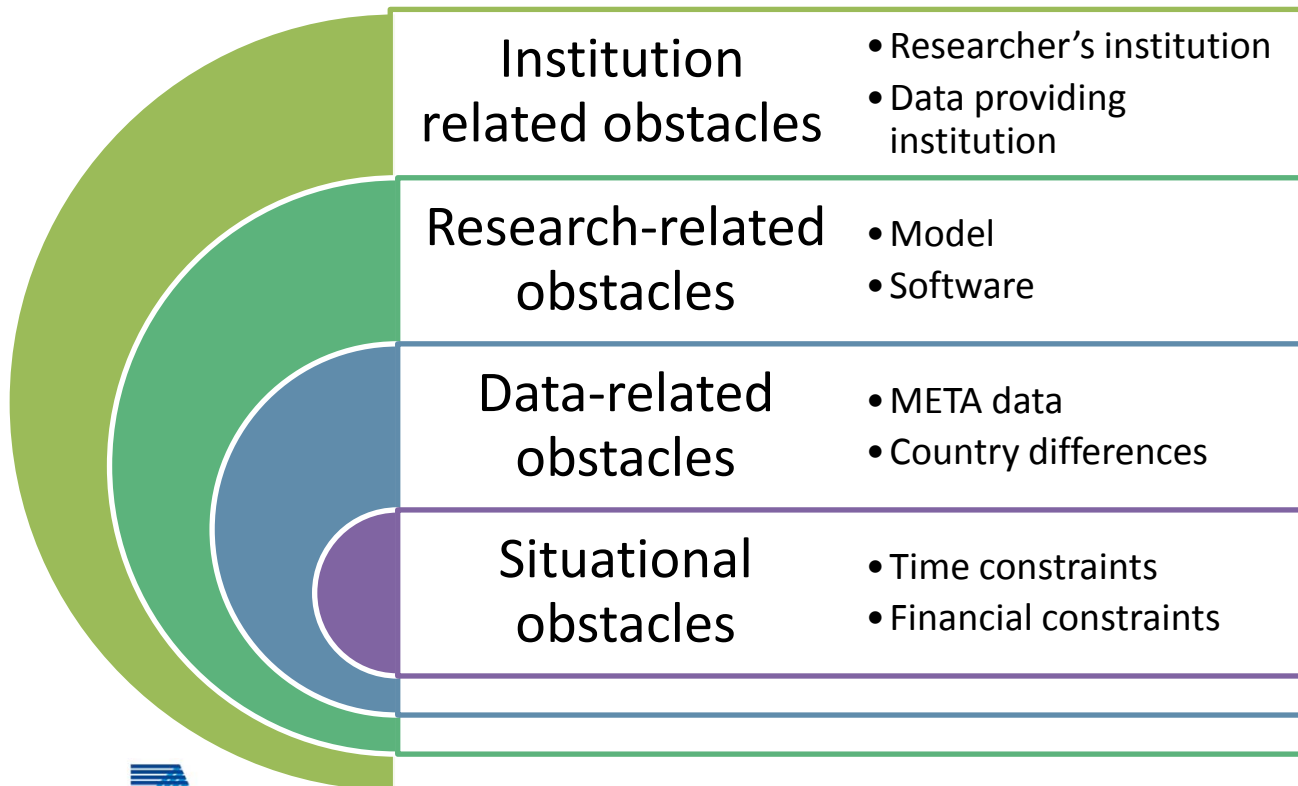 Institution
related obstacles
• Researcher’s institution
• Data providing
institution
Research-related
obstacles
• Model
• Software
Data-related
obstacles
• META data
• Country differences
Situational
obstacles
• Time constraints
• Financial constraints